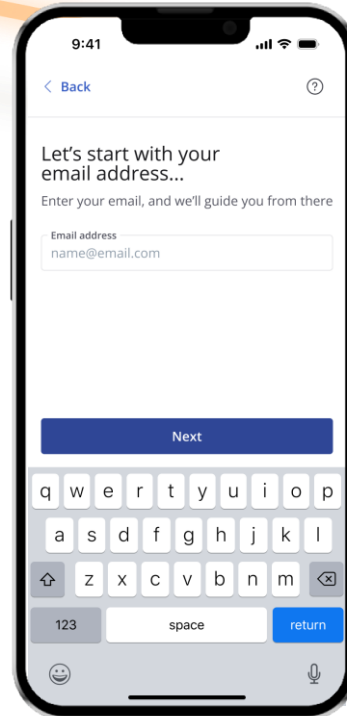 9:41
Back
?
Let's start with your
email address...
Enter your email, and we'll guide you from there
Email address
name@email.com
Next
q w e r t y u i o p
a s d f g h j k l
z x c v b n m
123 space return